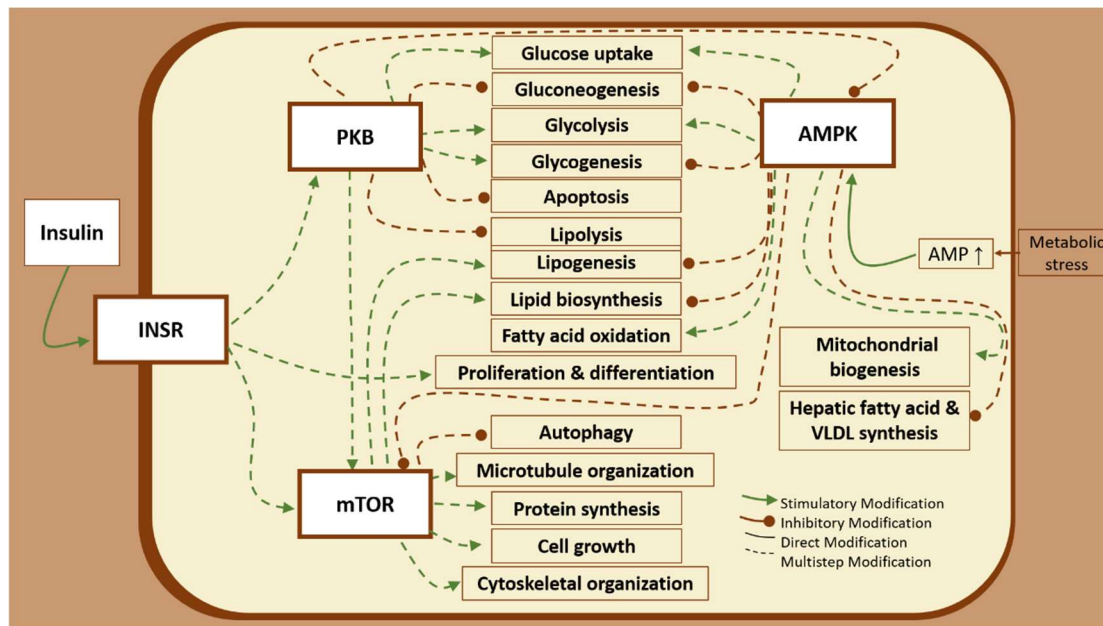 Glucose uptake
Gluconeogenesis
PKB
AMPK
Glycolysis
Glycogenesis
Apoptosis
Insulin
Lipolysis
Lipogenesis
AMP ↑
Metabolic
stress
Lipid biosynthesis
INSR
Fatty acid oxidation
Mitochondrial
biogenesis
Proliferation & differentiation
Hepatic fatty acid &
VLDL synthesis
Autophagy
Microtubule organization
mTOR
Protein synthesis
Cell growth
Cytoskeletal organization
Stimulatory Modification
Inhibitory Modification
Direct Modification
Multistep Modification